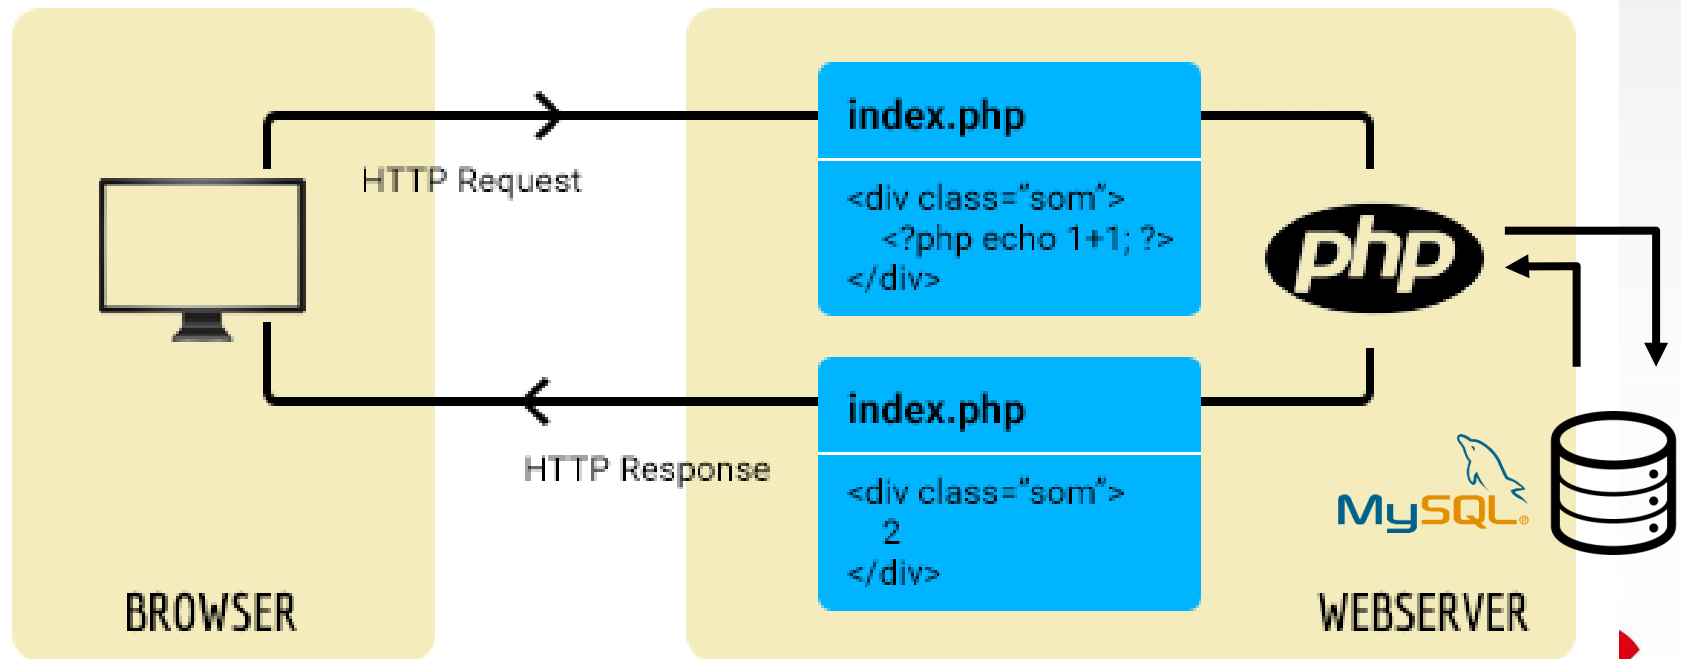 index.php
<div class="som">
<?php echo 1+1; ?>
</div>
HTTP Request
php
index.php
<div class="som">
2
</div>
HTTP Response
MySQL®
BROWSER
WEBSERVER